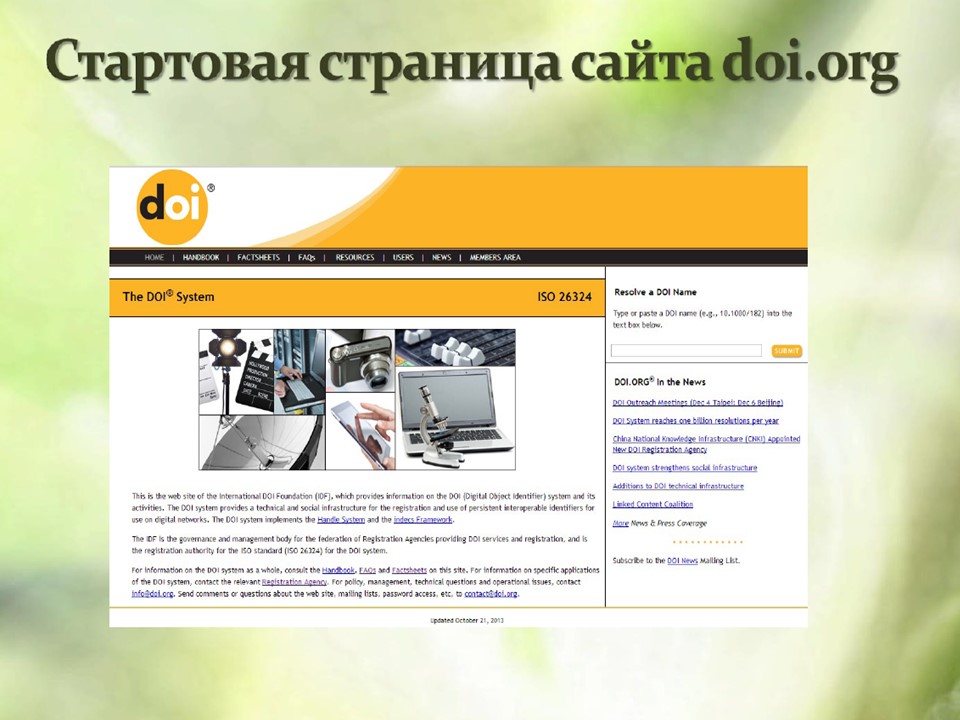 Стартовая страница сайта doi.org
doi®
HOME | HANDBOOK | FACTSHEETS | FAQs | RESOURCES | USERS | NEWS | MEMBERS AREA
The DOI® System
ISO 26324
HOLLYWOOD
PRODUCTION
DIRECTOR
CAMERA
DATE SCENE
This is the web site of the International DOI Foundation (IDF), which provides information on the DOI (Digital Object Identifier) system and its
activities. The DOI system provides a technical and social infrastructure for the registration and use of persistent interoperable identifiers for
use on digital networks. The DOI system implements the Handle System and the indecs Framework.
The IDF is the governance and management body for the federation of Registration Agencies providing DOI services and registration, and is
the registration authority for the ISO standard (ISO 26324) for the DOI system.
For information on the DOI system as a whole, consult the Handbook, FAQs and Factsheets on this site. For information on specific applications
of the DOI system, contact the relevant Registration Agency. For policy, management, technical questions and operational issues, contact
info@doi.org. Send comments or questions about the web site, mailing lists, password access, etc. to contact@doi.org.
Resolve a DOI Name
Type or paste a DOI name (e.g., 10.1000/182) into the
text box below.
SUBMIT
DOI.ORG® in the News
DOI Outreach Meetings (Dec 4 Taipei; Dec 6 Beijing)
DOI System reaches one billion resolutions per year
China National Knowledge Infrastructure (CNKI) Appointed
New DOI Registration Agency
DOI system strengthens social infrastructure
Additions to DOI technical infrastructure
Linked Content Coalition
More News & Press Coverage
Subscribe to the DOI News Mailing List.
Updated October 21, 2013